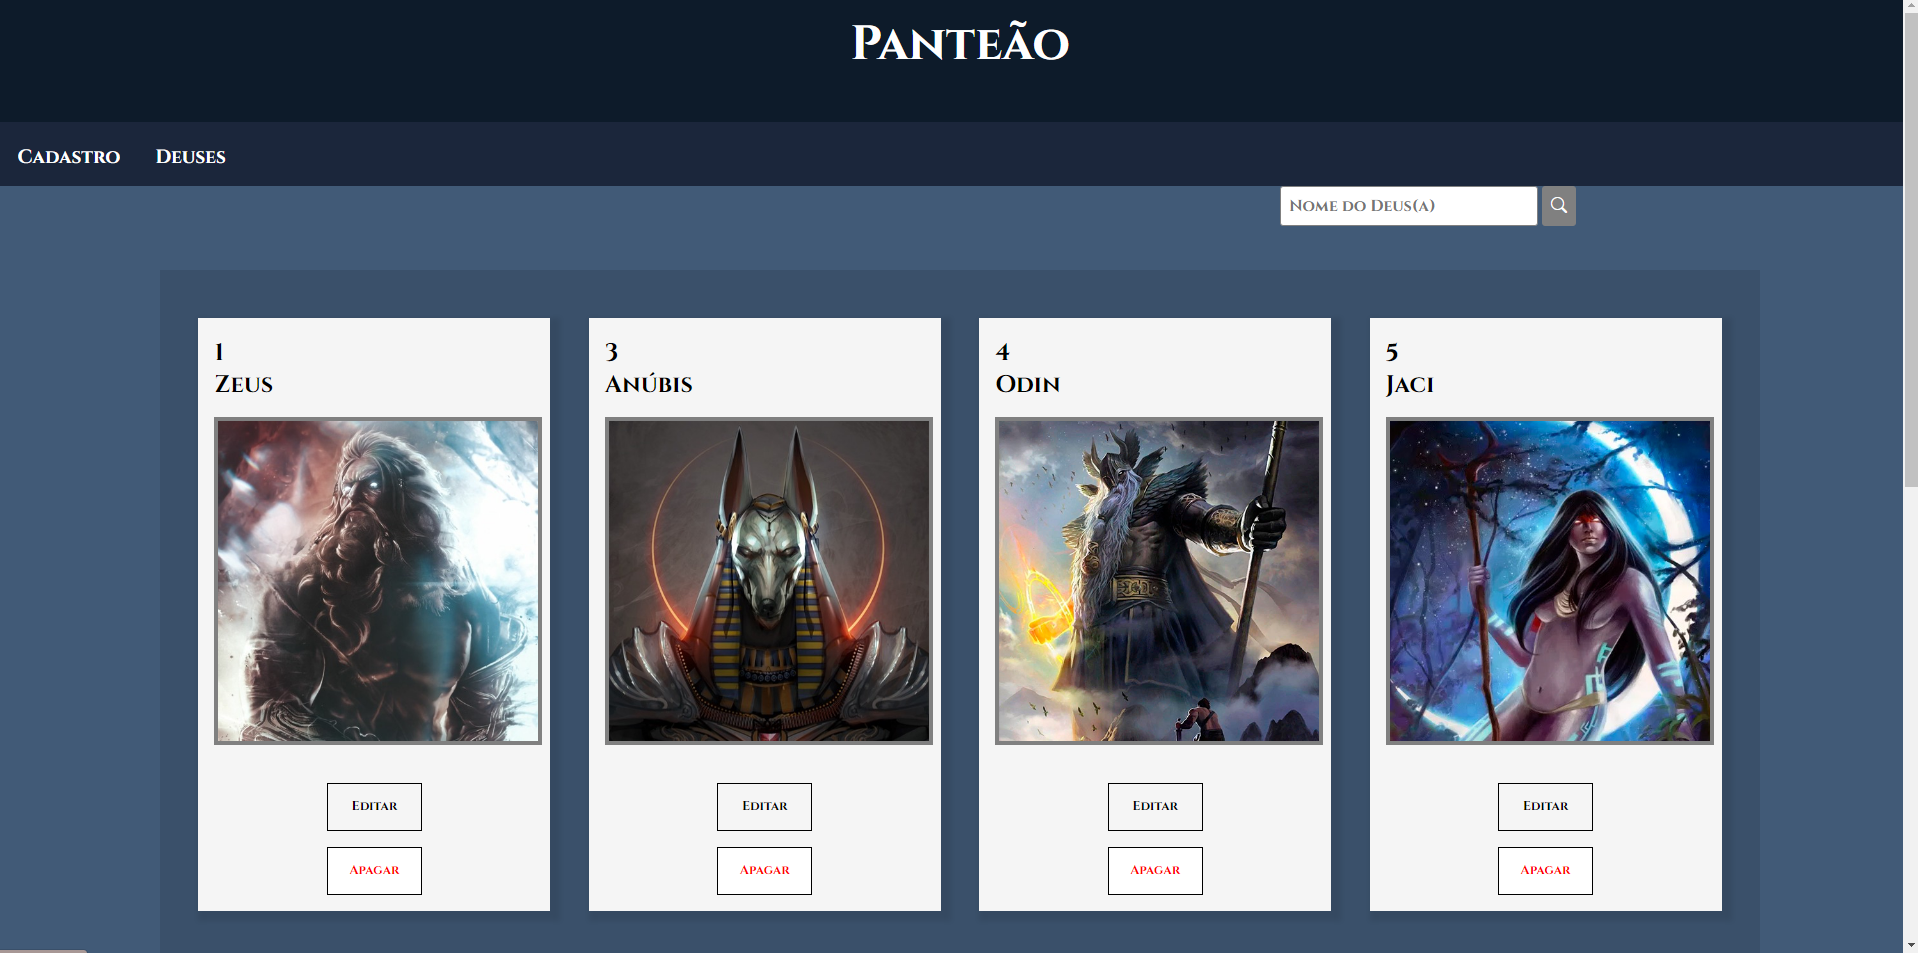 Panteão
Cadastro
Deuses
Nome do Deus(a)
1
Zeus
Editar
Apagar
3
Anúbis
Editar
Apagar
4
Odin
Editar
Apagar
5
Jaci
Editar
Apagar